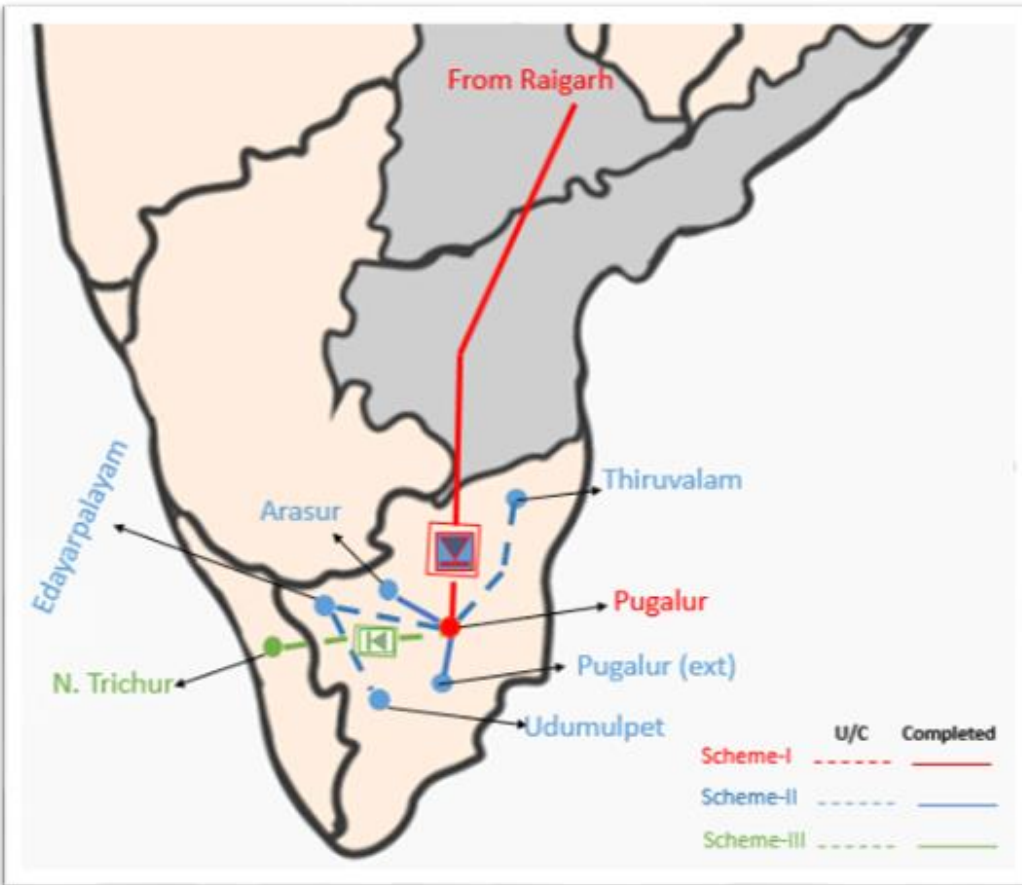 From Raigarh
Thiruvalam
Arasur
Edayarpalayam
Pugalur
Pugalur (ext)
N. Trichur
Udumulpet
U/C Completed
Scheme-I
Scheme-II
Scheme-III